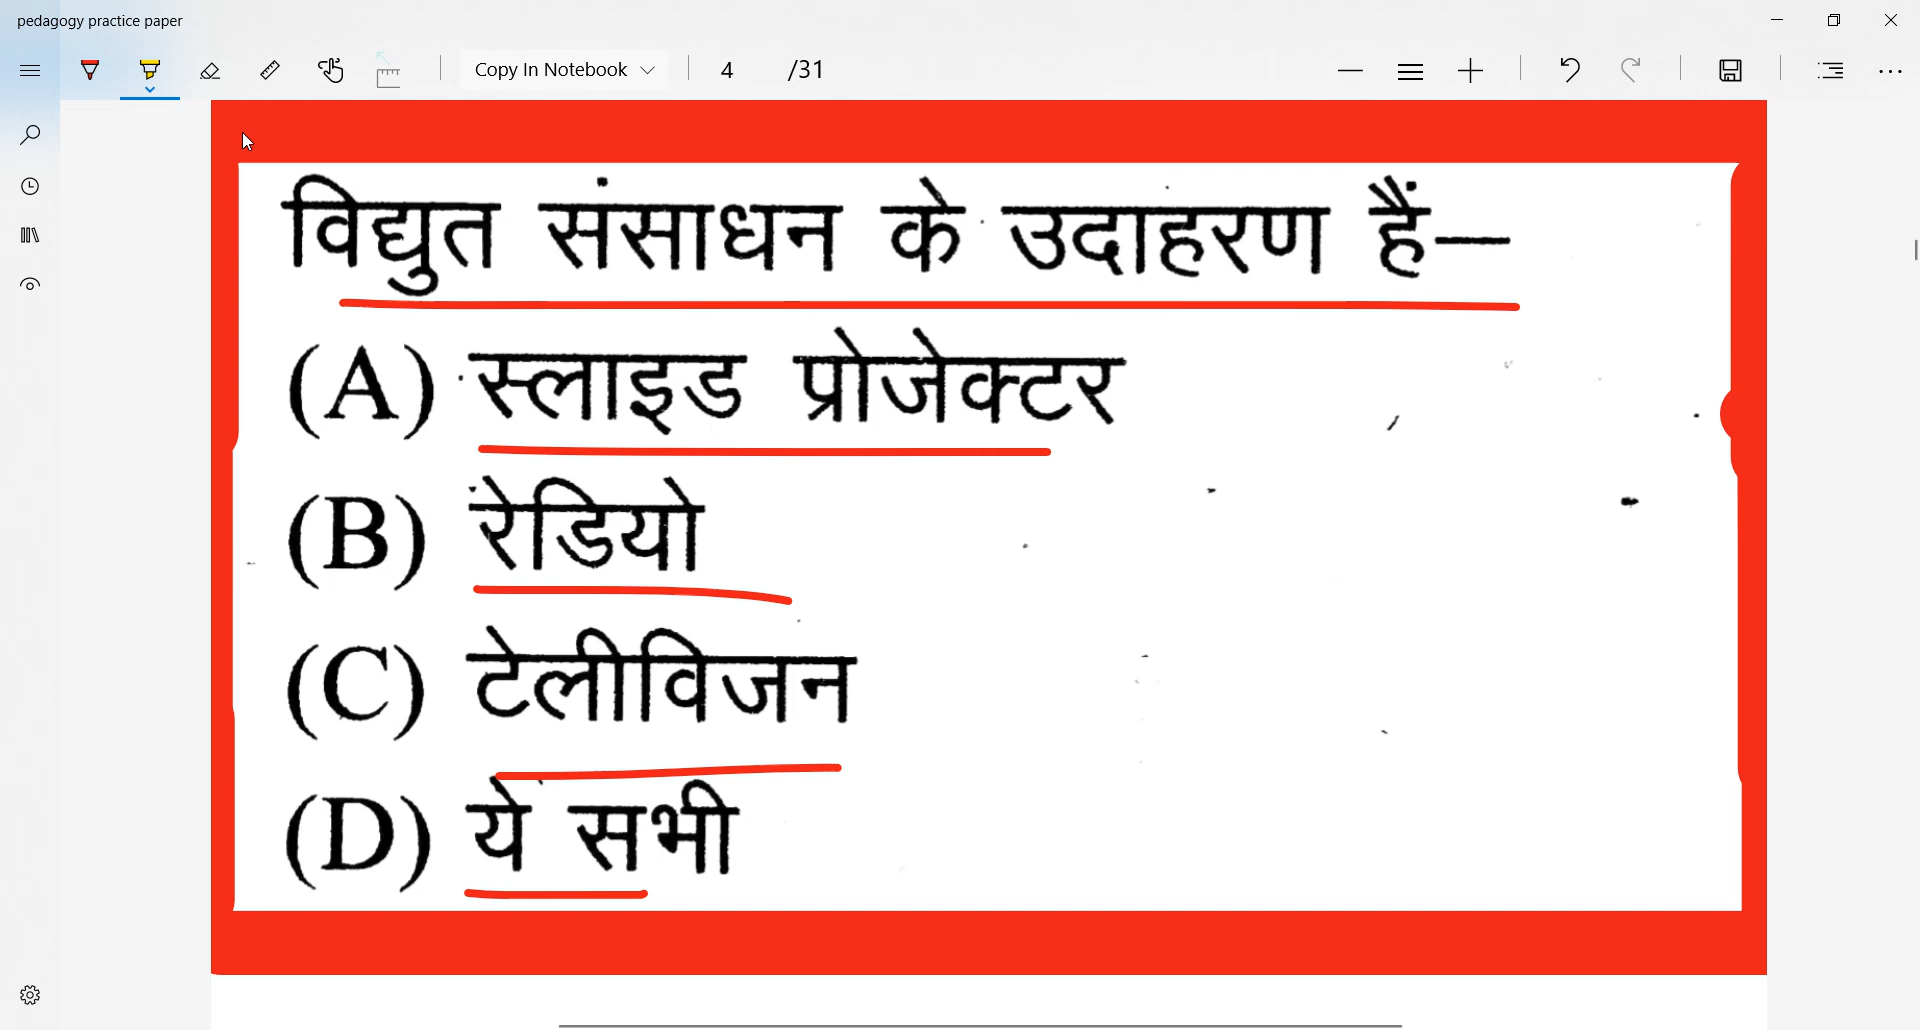 pedagogy practice paper
Copy In Notebook 4 /31
विद्युत संसाधन के उदाहरण हैं—
(A) स्लाइड प्रोजेक्टर
(B) रेडियो
(C) टेलीविजन
(D) ये सभी